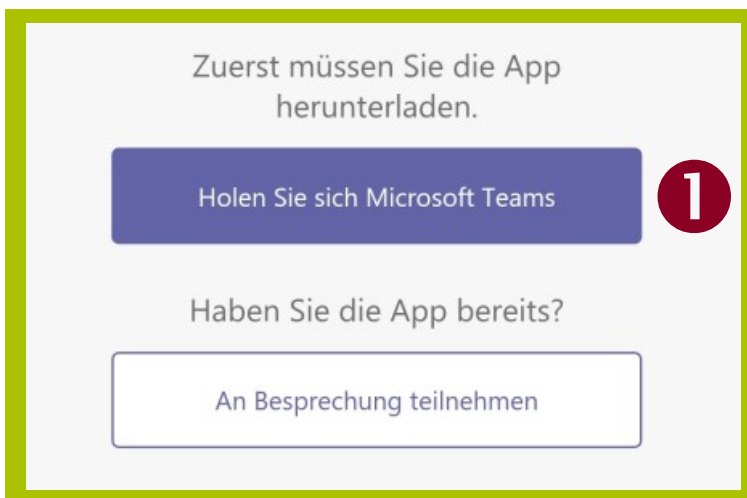 Zuerst müssen Sie die App
herunterladen.
Holen Sie sich Microsoft Teams
1
Haben Sie die App bereits?
An Besprechung teilnehmen